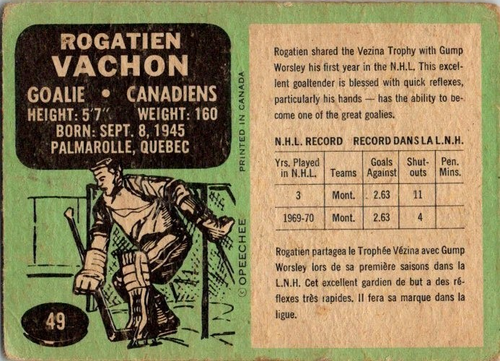 ROGATIEN
VACHON
GOALIE • CANADIENS
HEIGHT: 5'7" WEIGHT: 160
BORN: SEPT. 8, 1945
PALMAROLLE, QUEBEC
PRINTED IN CANADA
© OPEECHEE
49
Rogatien shared the Vezina Trophy with Gump
Worsley his first year in the N.H.L. This excel-
lent goaltender is blessed with quick reflexes,
particularly his hands — has the ability to be-
come one of the great goalies.
N.H.L. RECORD RECORD DANS LA L.N.H.
Yrs. Played in N.H.L. Teams Goals Against Shut-outs Pen. Mins.
3 Mont. 2.63 11
1969-70 Mont. 2.63 4
Rogatien partagea le Trophée Vézina avec Gump
Worsley lors de sa première saisons dans la
L.N.H. Cet excellent gardien de but a des ré-
flexes très rapides. Il fera sa marque dans la
ligue.